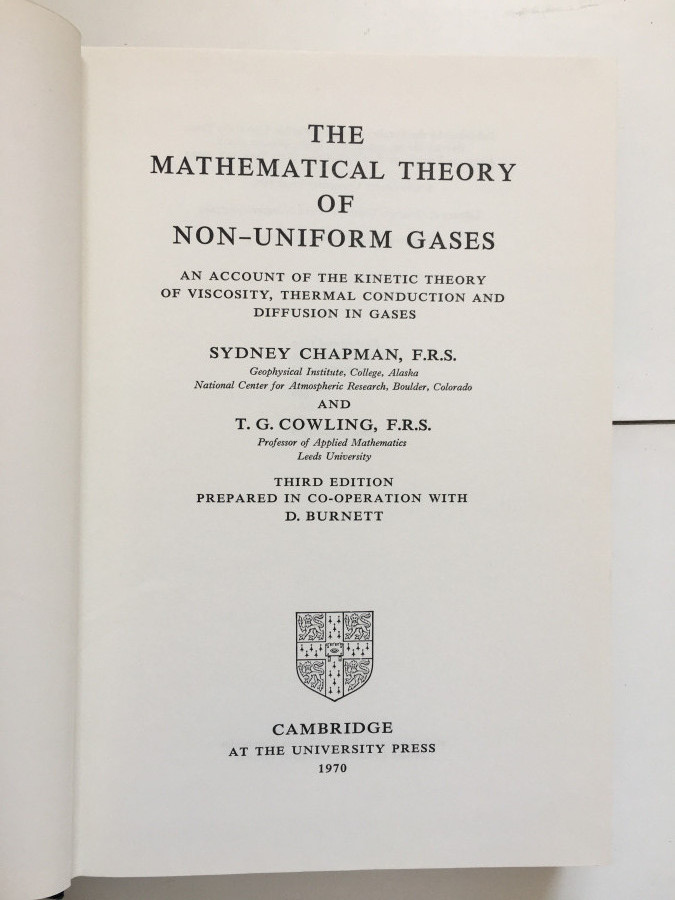 THE
MATHEMATICAL THEORY
OF
NON-UNIFORM GASES
AN ACCOUNT OF THE KINETIC THEORY
OF VISCOSITY, THERMAL CONDUCTION AND
DIFFUSION IN GASES
SYDNEY CHAPMAN, F.R.S.
Geophysical Institute, College, Alaska
National Center for Atmospheric Research, Boulder, Colorado
AND
T. G. COWLING, F.R.S.
Professor of Applied Mathematics
Leeds University
THIRD EDITION
PREPARED IN CO-OPERATION WITH
D. BURNETT
CAMBRIDGE
AT THE UNIVERSITY PRESS
1970